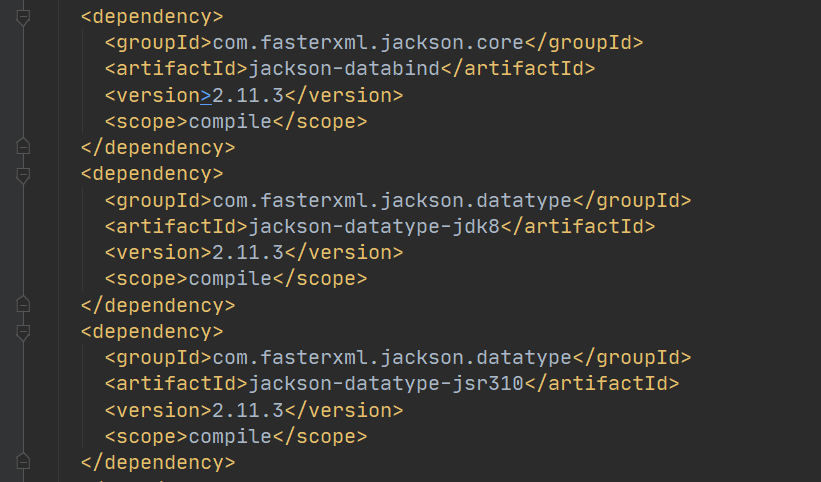 <dependency>
<groupId>com.fasterxml.jackson.core</groupId>
<artifactId>jackson-databind</artifactId>
<version>2.11.3</version>
<scope>compile</scope>
</dependency>
<dependency>
<groupId>com.fasterxml.jackson.datatype</groupId>
<artifactId>jackson-datatype-jdk8</artifactId>
<version>2.11.3</version>
<scope>compile</scope>
</dependency>
<dependency>
<groupId>com.fasterxml.jackson.datatype</groupId>
<artifactId>jackson-datatype-jsr310</artifactId>
<version>2.11.3</version>
<scope>compile</scope>
</dependency>